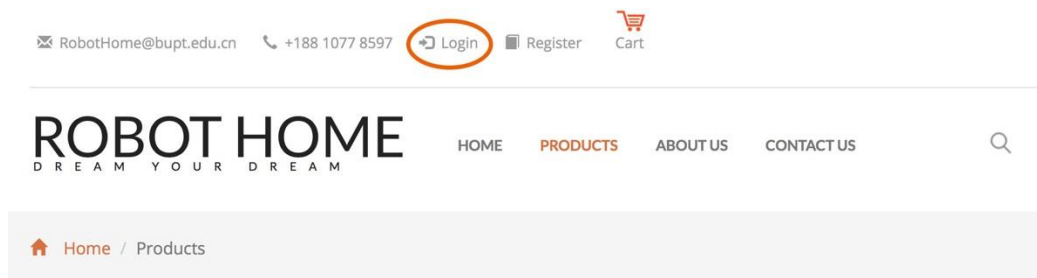 RobotHome@bupt.edu.cn +188 1077 8597 Login Register Cart
ROBOT HOME
DREAM YOUR DREAM
HOME PRODUCTS ABOUT US CONTACT US
Home / Products